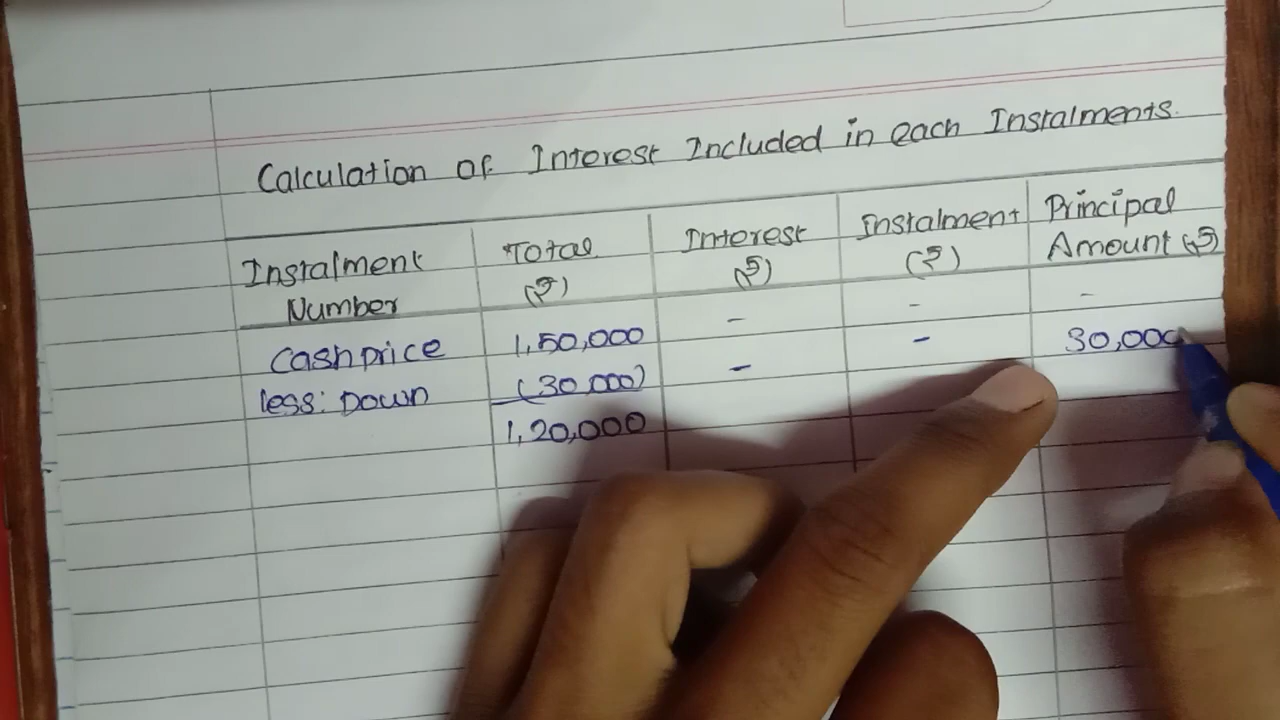 Calculation of Interest Included in each Instalments.
Instalment Number Total (₹) Interest (₹) Instalment (₹) Principal Amount (₹)
Cash price 1,50,000 - - -
less: Down (30,000) - - 30,000
1,20,000